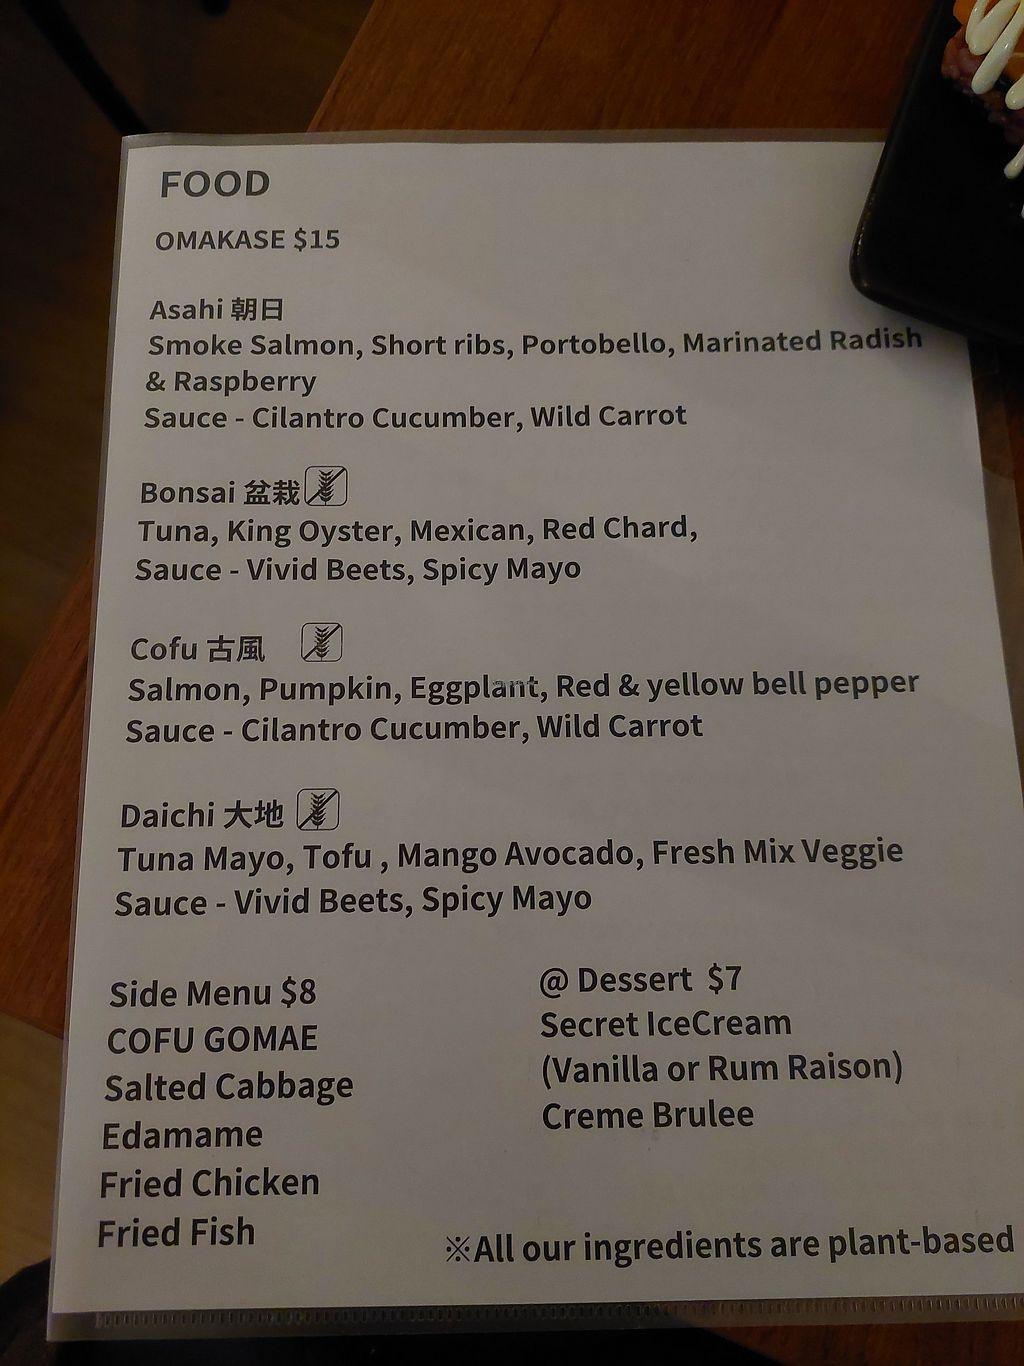 FOOD
OMAKASE $15
Asahi 朝日
Smoke Salmon, Short ribs, Portobello, Marinated Radish
& Raspberry
Sauce - Cilantro Cucumber, Wild Carrot
Bonsai 盆栽
Tuna, King Oyster, Mexican, Red Chard,
Sauce - Vivid Beets, Spicy Mayo
Cofu 古風
Salmon, Pumpkin, Eggplant, Red & yellow bell pepper
Sauce - Cilantro Cucumber, Wild Carrot
Daichi 大地
Tuna Mayo, Tofu , Mango Avocado, Fresh Mix Veggie
Sauce - Vivid Beets, Spicy Mayo
Side Menu $8
COFU GOMAE
Salted Cabbage
Edamame
Fried Chicken
Fried Fish
@ Dessert $7
Secret IceCream
(Vanilla or Rum Raison)
Creme Brulee
※All our ingredients are plant-based